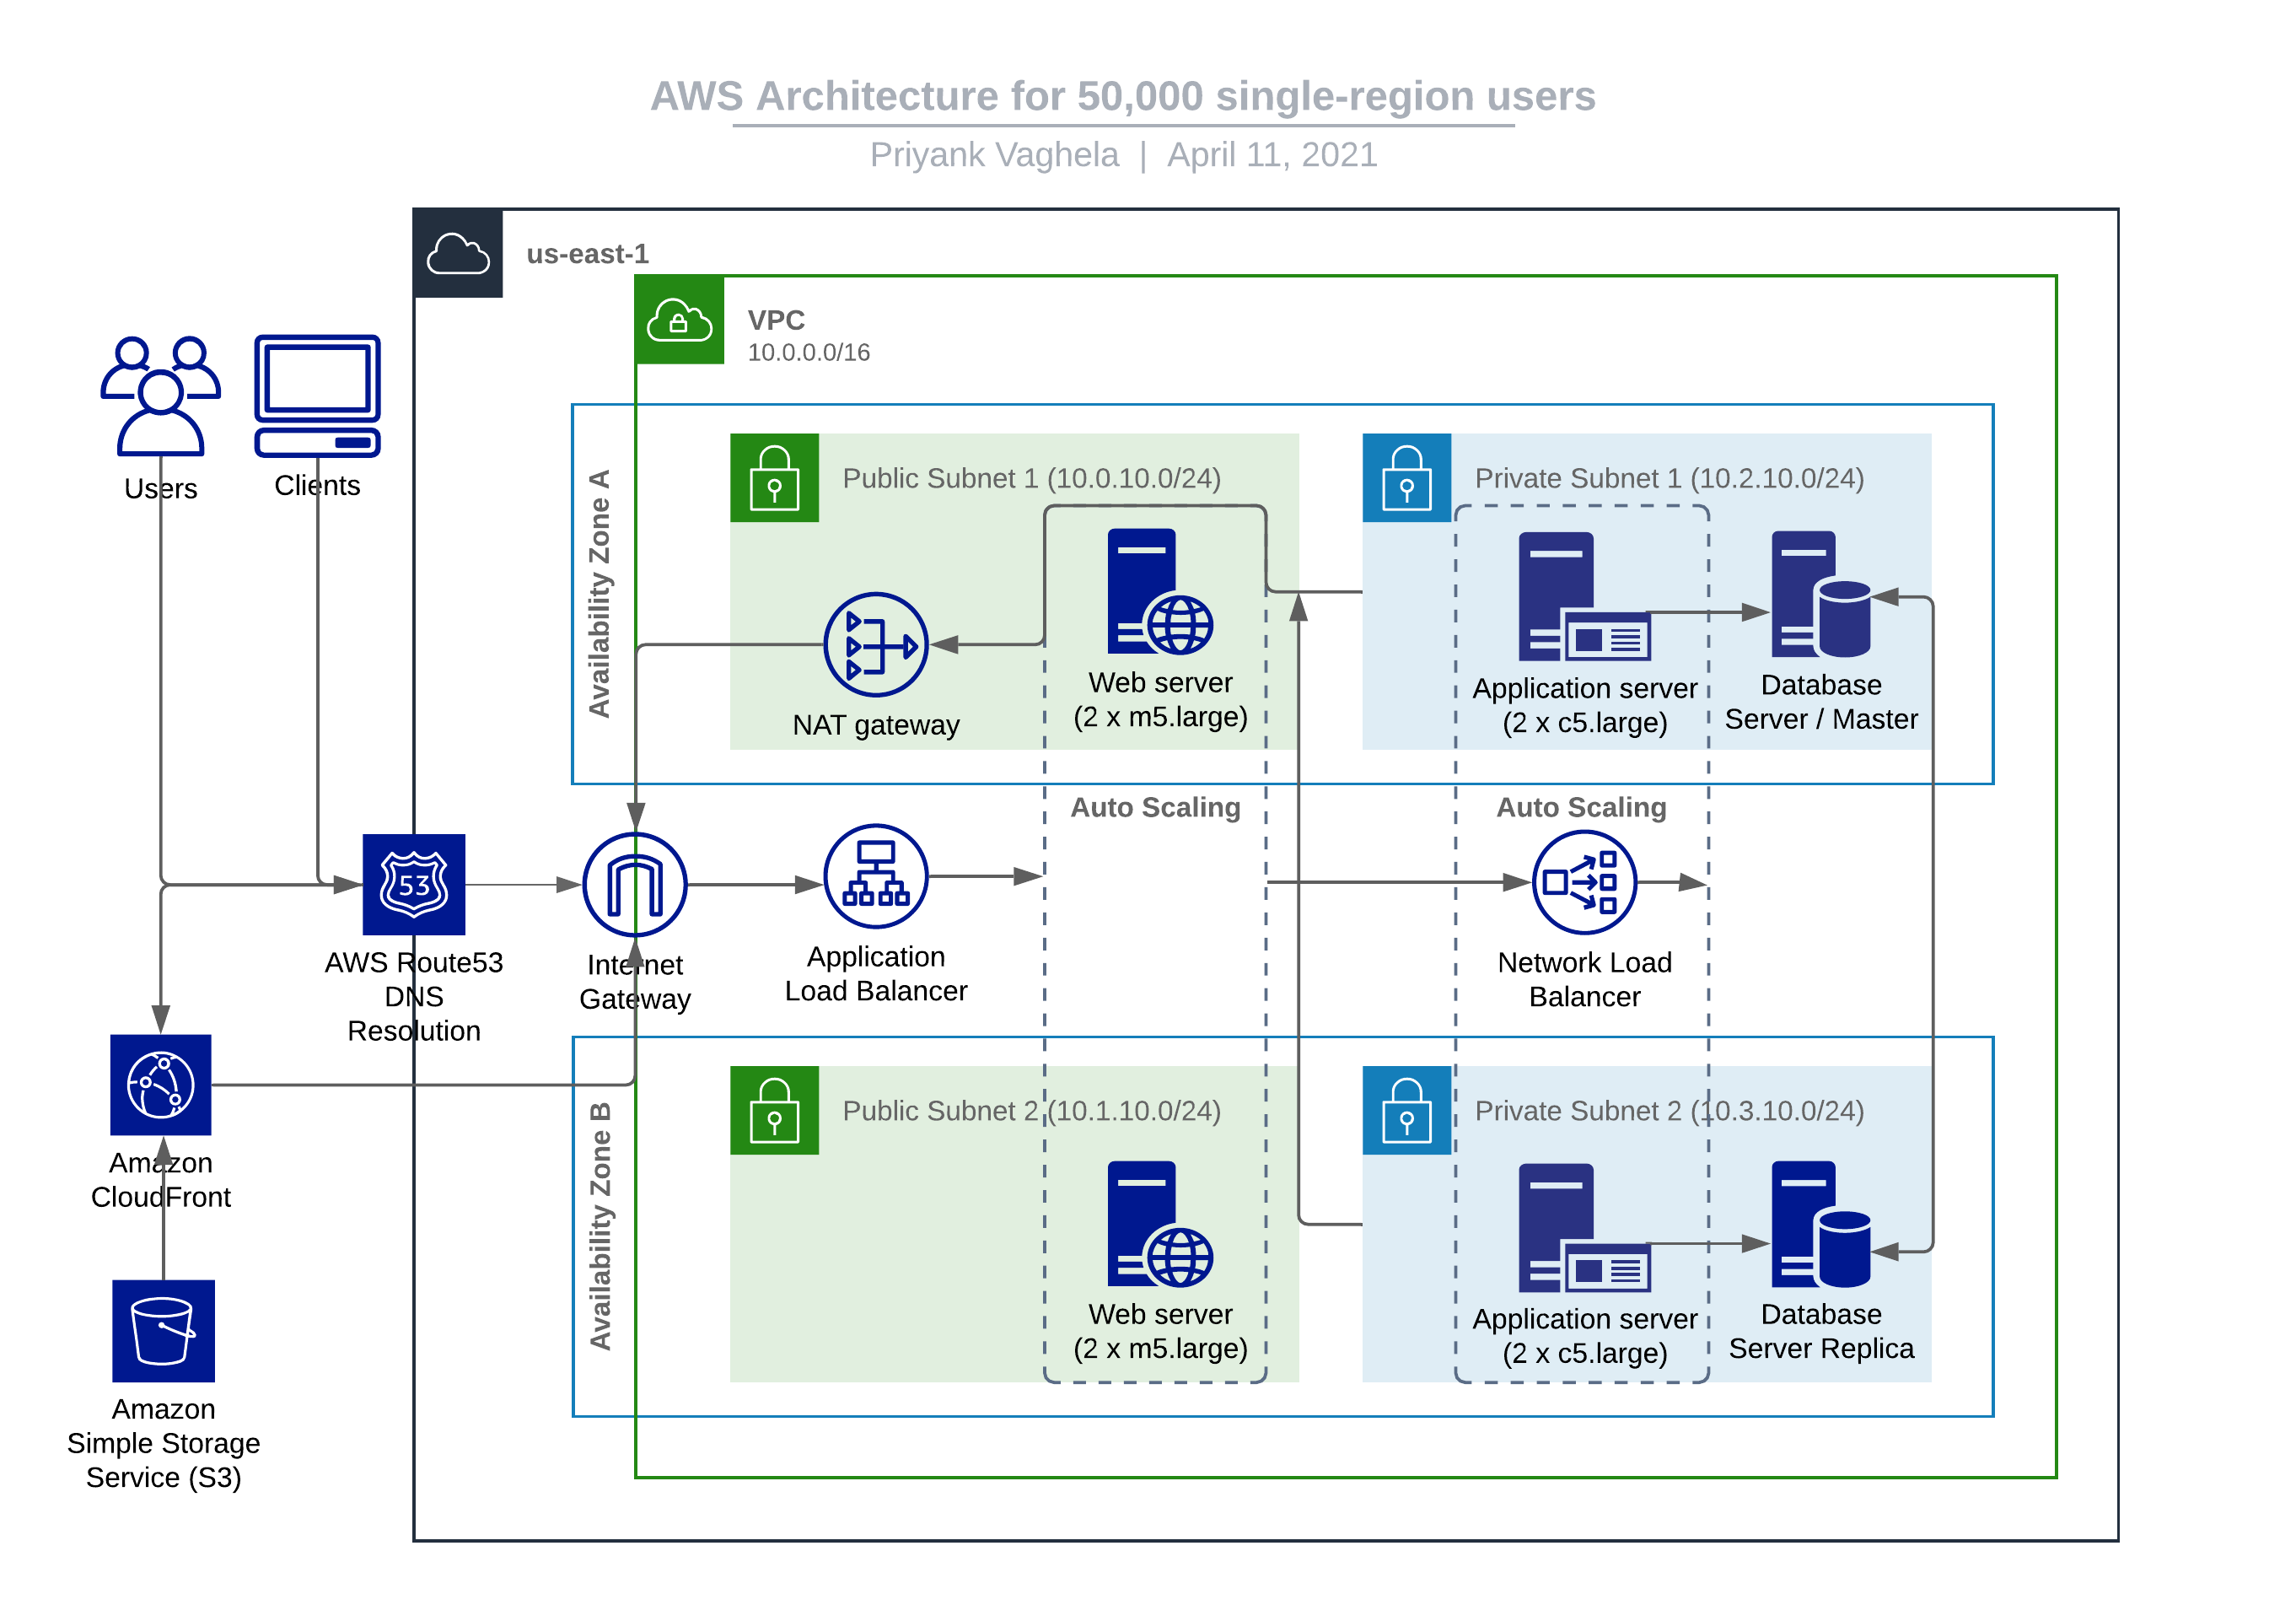 AWS Architecture for 50,000 single-region users
Priyank Vaghela | April 11, 2021
us-east-1
VPC
10.0.0.0/16
Users
Clients
Availability Zone A
Public Subnet 1 (10.0.10.0/24)
Private Subnet 1 (10.2.10.0/24)
NAT gateway
Web server
(2 x m5.large)
Application server
(2 x c5.large)
Database
Server / Master
Auto Scaling
Auto Scaling
53
AWS Route53
DNS
Resolution
Internet
Gateway
Application
Load Balancer
Network Load
Balancer
Amazon
CloudFront
Availability Zone B
Public Subnet 2 (10.1.10.0/24)
Private Subnet 2 (10.3.10.0/24)
Web server
(2 x m5.large)
Application server
(2 x c5.large)
Database
Server Replica
Amazon
Simple Storage
Service (S3)